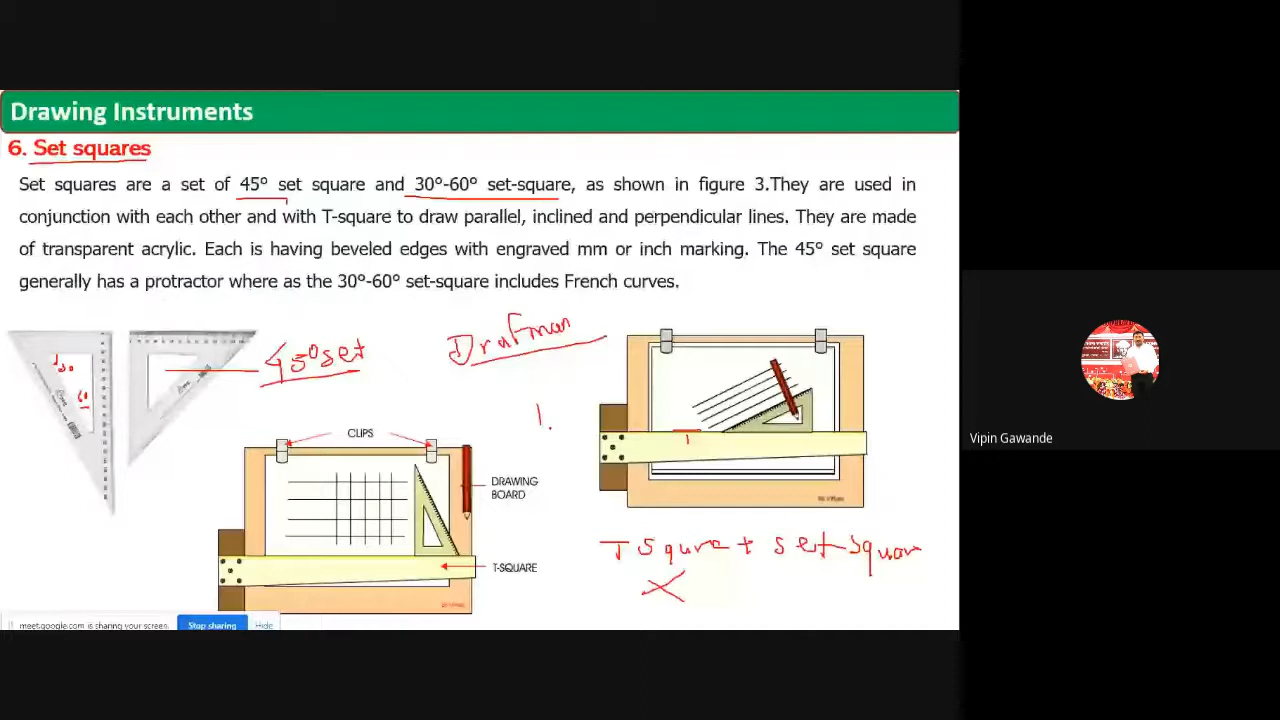 Drawing Instruments
6. Set squares
Set squares are a set of 45° set square and 30°-60° set-square, as shown in figure 3.They are used in
conjunction with each other and with T-square to draw parallel, inclined and perpendicular lines. They are made
of transparent acrylic. Each is having beveled edges with engraved mm or inch marking. The 45° set square
generally has a protractor where as the 30°-60° set-square includes French curves.
45° set
Drafman
30
60
1.
CLIPS
DRAWING
BOARD
T-SQUARE
T Squre + set-squar
meet.google.com is sharing your screen.
Stop sharing
Hide
Vipin Gawande